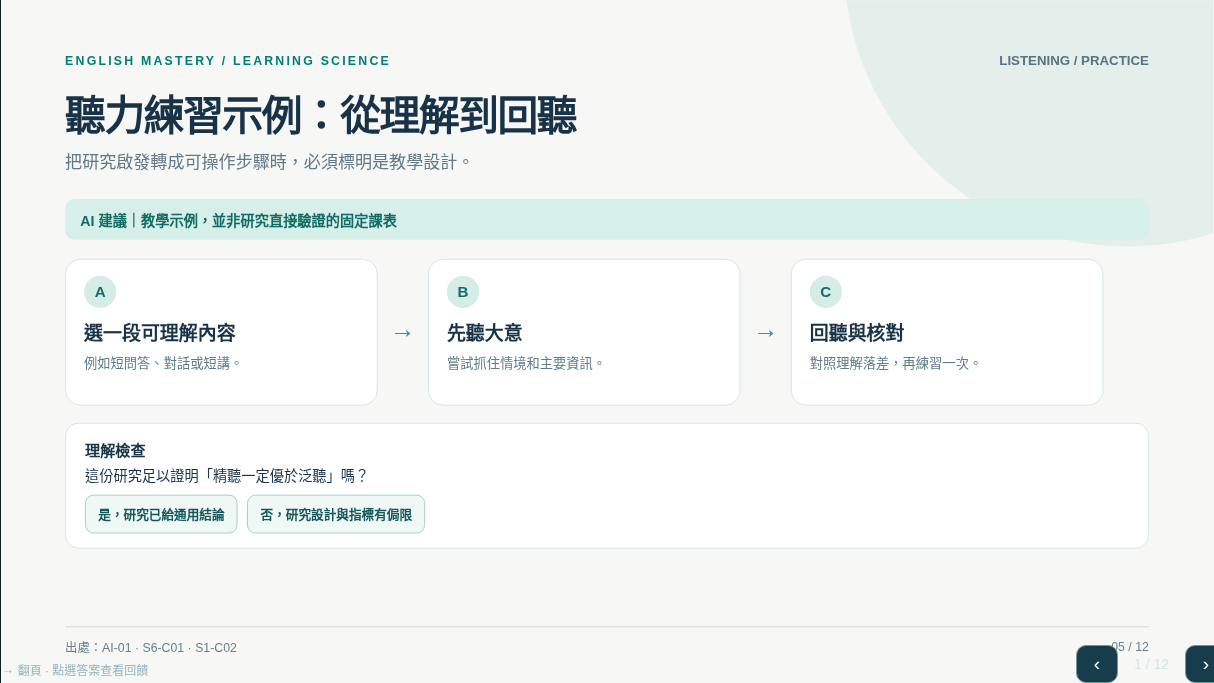 ENGLISH MASTERY / LEARNING SCIENCE
LISTENING / PRACTICE
聽力練習示例：從理解到回聽
把研究啟發轉成可操作步驟時，必須標明是教學設計。
AI 建議｜教學示例，並非研究直接驗證的固定課表
A
選一段可理解內容
例如短問答、對話或短講。
→
B
先聽大意
嘗試抓住情境和主要資訊。
→
C
回聽與核對
對照理解落差，再練習一次。
理解檢查
這份研究足以證明「精聽一定優於泛聽」嗎？
是，研究已給通用結論
否，研究設計與指標有侷限
出處：AI-01 · S6-C01 · S1-C02
05 / 12
→ 翻頁 · 點選答案查看回饋
‹
1 / 12
›